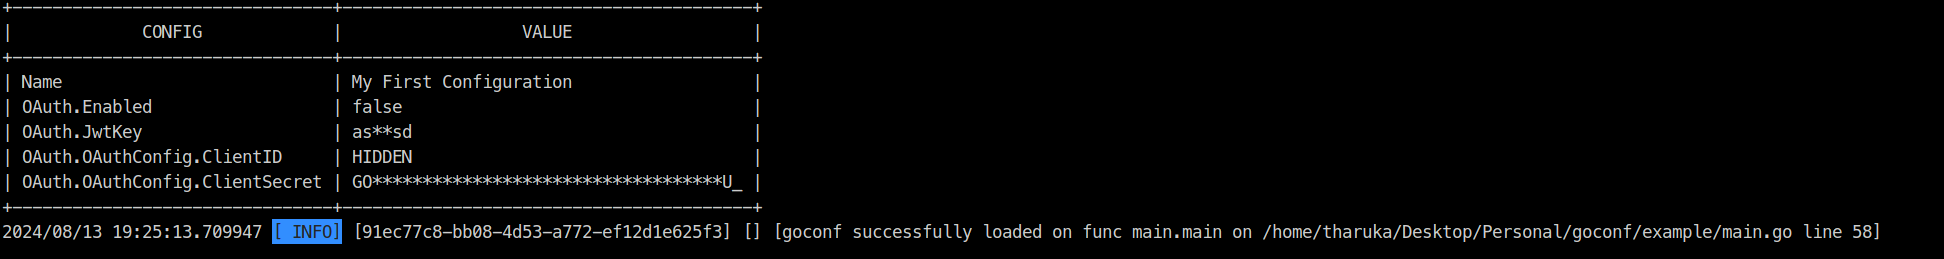 +--------------------------------+-----------------------------------------+
|             CONFIG             |                  VALUE                  |
+--------------------------------+-----------------------------------------+
| Name                           | My First Configuration                  |
| OAuth.Enabled                  | false                                   |
| OAuth.JwtKey                   | as**sd                                  |
| OAuth.OAuthConfig.ClientID     | HIDDEN                                  |
| OAuth.OAuthConfig.ClientSecret | GO***********************************U_ |
+--------------------------------+-----------------------------------------+
2024/08/13 19:25:13.709947 [ INFO] [91ec77c8-bb08-4d53-a772-ef12d1e625f3] [] [goconf successfully loaded on func main.main on /home/tharuka/Desktop/Personal/goconf/example/main.go line 58]